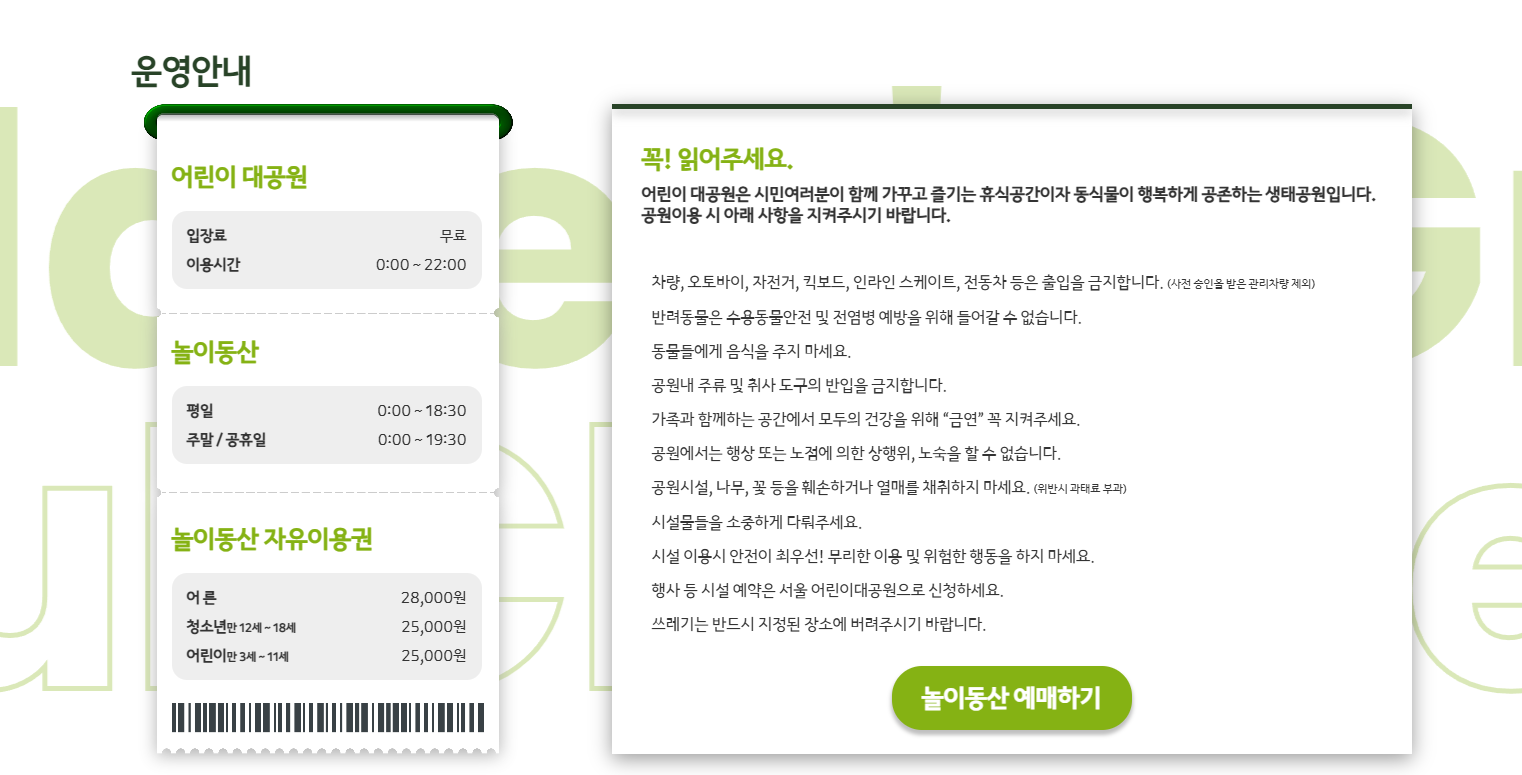 운영안내
어린이 대공원
입장료 무료
이용시간 0:00 ~ 22:00
놀이동산
평일 0:00 ~ 18:30
주말 / 공휴일 0:00 ~ 19:30
놀이동산 자유이용권
어른 28,000원
청소년만 12세 ~ 18세 25,000원
어린이만 3세 ~ 11세 25,000원
꼭! 읽어주세요.
어린이 대공원은 시민여러분이 함께 가꾸고 즐기는 휴식공간이자 동식물이 행복하게 공존하는 생태공원입니다.
공원이용 시 아래 사항을 지켜주시기 바랍니다.
차량, 오토바이, 자전거, 킥보드, 인라인 스케이트, 전동차 등은 출입을 금지합니다. (사전 승인을 받은 관리차량 제외)
반려동물은 수용동물안전 및 전염병 예방을 위해 들어갈 수 없습니다.
동물들에게 음식을 주지 마세요.
공원내 주류 및 취사 도구의 반입을 금지합니다.
가족과 함께하는 공간에서 모두의 건강을 위해 “금연” 꼭 지켜주세요.
공원에서는 행상 또는 노점에 의한 상행위, 노숙을 할 수 없습니다.
공원시설, 나무, 꽃 등을 훼손하거나 열매를 채취하지 마세요. (위반시 과태료 부과)
시설물들을 소중하게 다뤄주세요.
시설 이용시 안전이 최우선! 무리한 이용 및 위험한 행동을 하지 마세요.
행사 등 시설 예약은 서울 어린이대공원으로 신청하세요.
쓰레기는 반드시 지정된 장소에 버려주시기 바랍니다.
놀이동산 예매하기